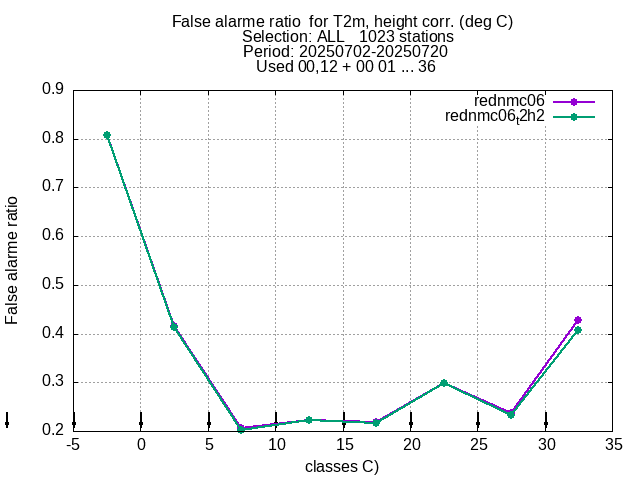 False alarme ratio  for T2m, height corr. (deg C)
Selection: ALL   1023 stations
Period: 20250702-20250720
Used 00,12 + 00 01 ... 36
rednmc06
rednmc06t2h2
False alarme ratio
0.9
0.8
0.7
0.6
0.5
0.4
0.3
0.2
-5 0 5 10 15 20 25 30 35
classes C)